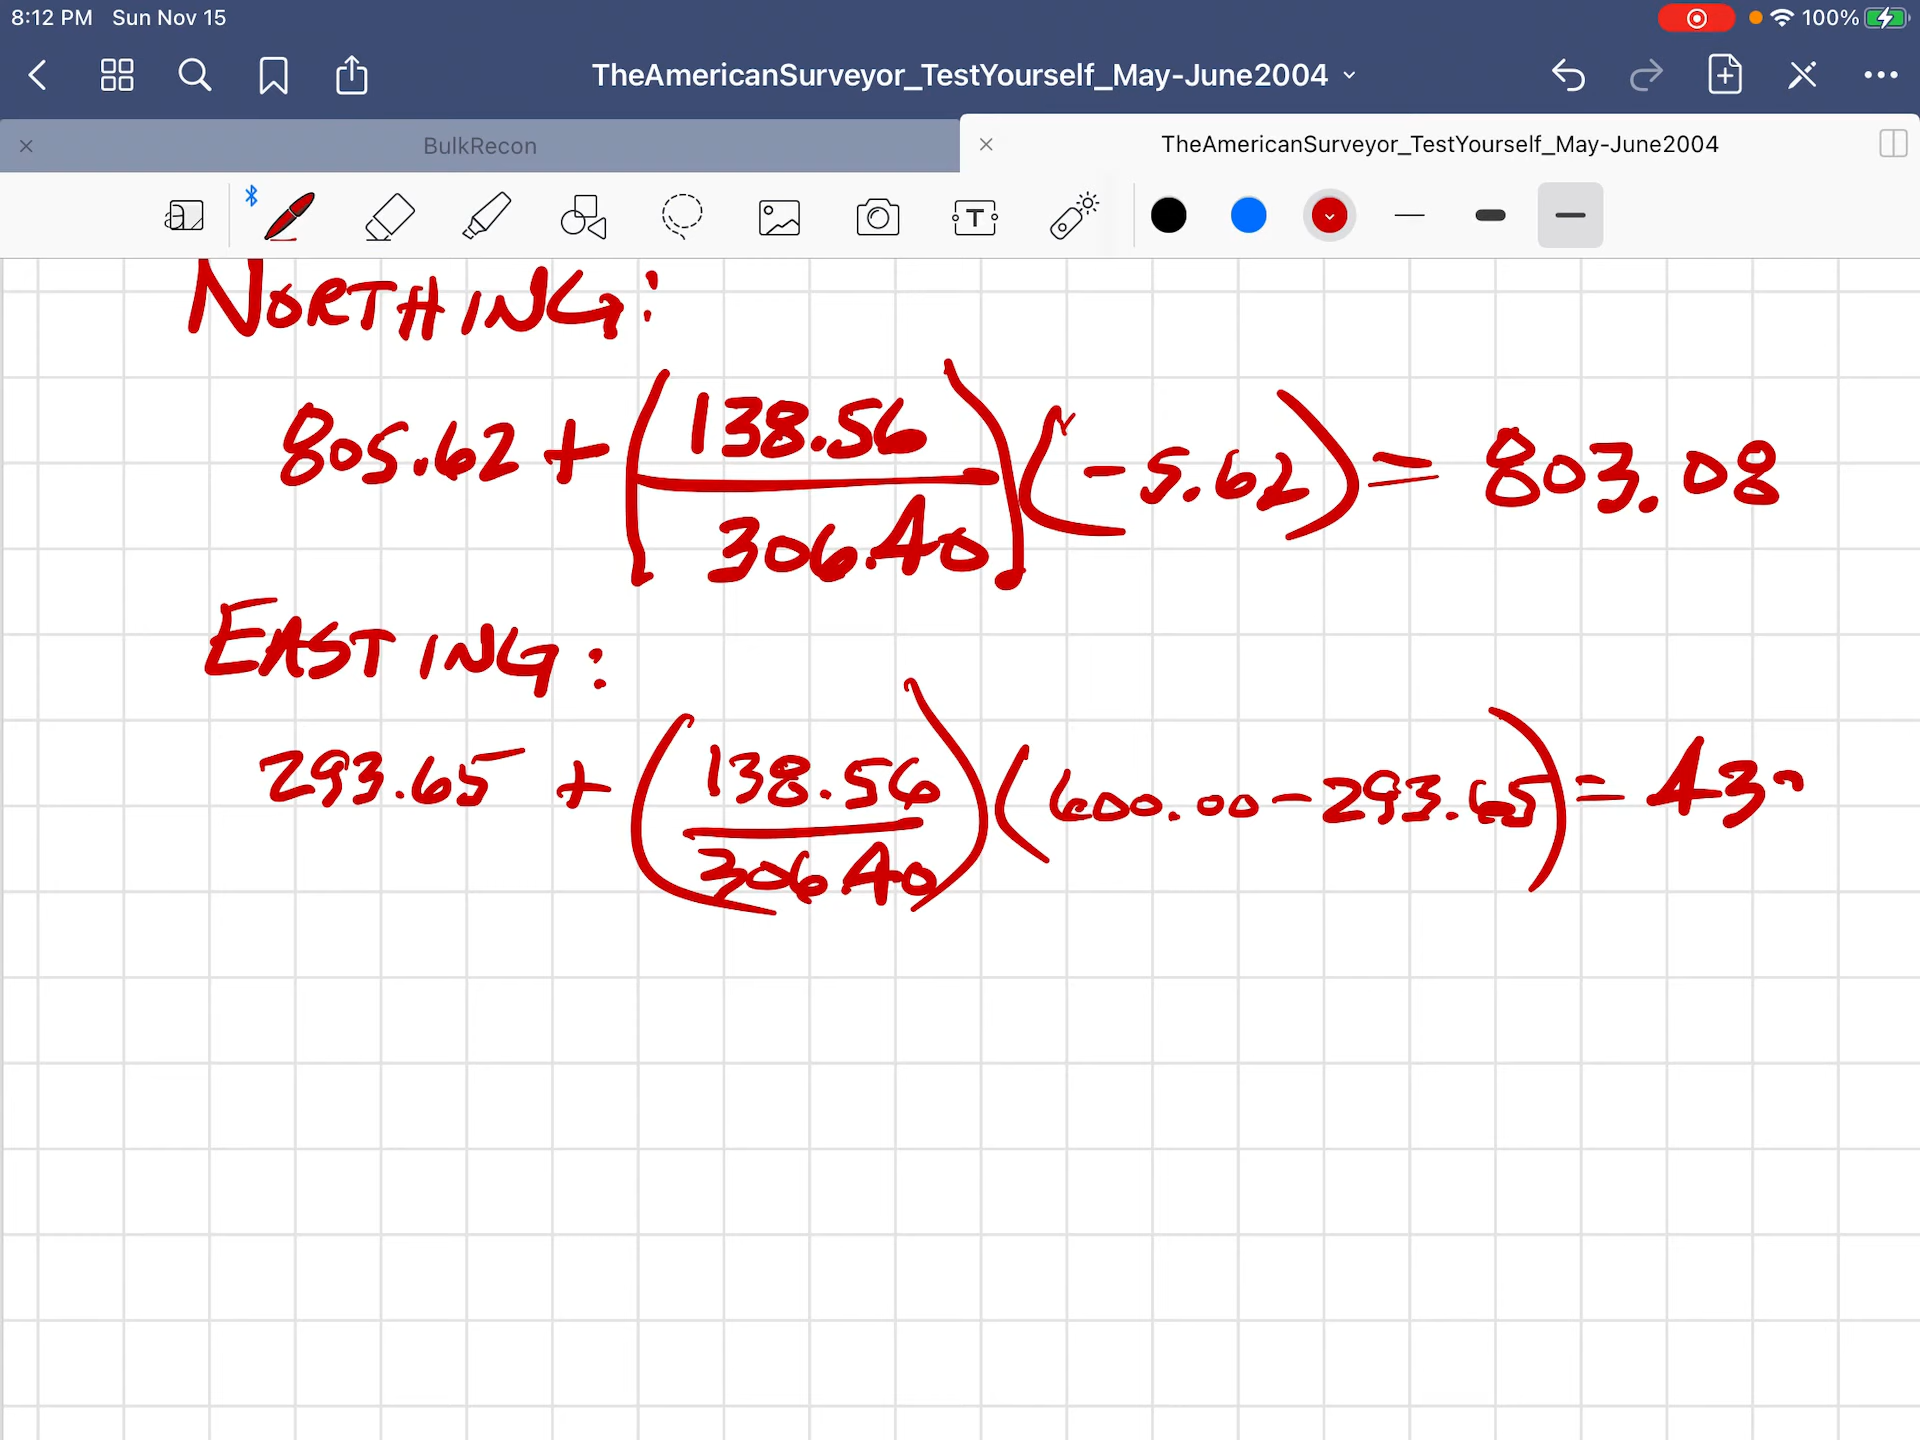 8:12 PM Sun Nov 15 100%
TheAmericanSurveyor_TestYourself_May-June2004
BulkRecon
TheAmericanSurveyor_TestYourself_May-June2004
T
NORTHING:
805.62 + (138.56 / 306.40) (-5.62) = 803.08
EASTING:
293.65 + (138.56 / 306.40) (600.00 - 293.65) = 43